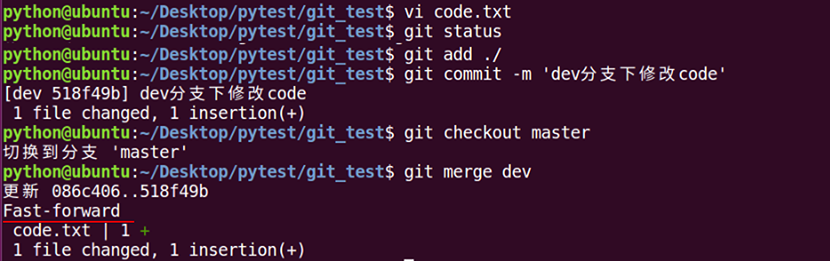 python@ubuntu:~/Desktop/pytest/git_test$ vi code.txt
python@ubuntu:~/Desktop/pytest/git_test$ git status
python@ubuntu:~/Desktop/pytest/git_test$ git add ./
python@ubuntu:~/Desktop/pytest/git_test$ git commit -m 'dev分支下修改code'
[dev 518f49b] dev分支下修改code
 1 file changed, 1 insertion(+)
python@ubuntu:~/Desktop/pytest/git_test$ git checkout master
切换到分支 'master'
python@ubuntu:~/Desktop/pytest/git_test$ git merge dev
更新 086c406..518f49b
Fast-forward
 code.txt | 1 +
 1 file changed, 1 insertion(+)